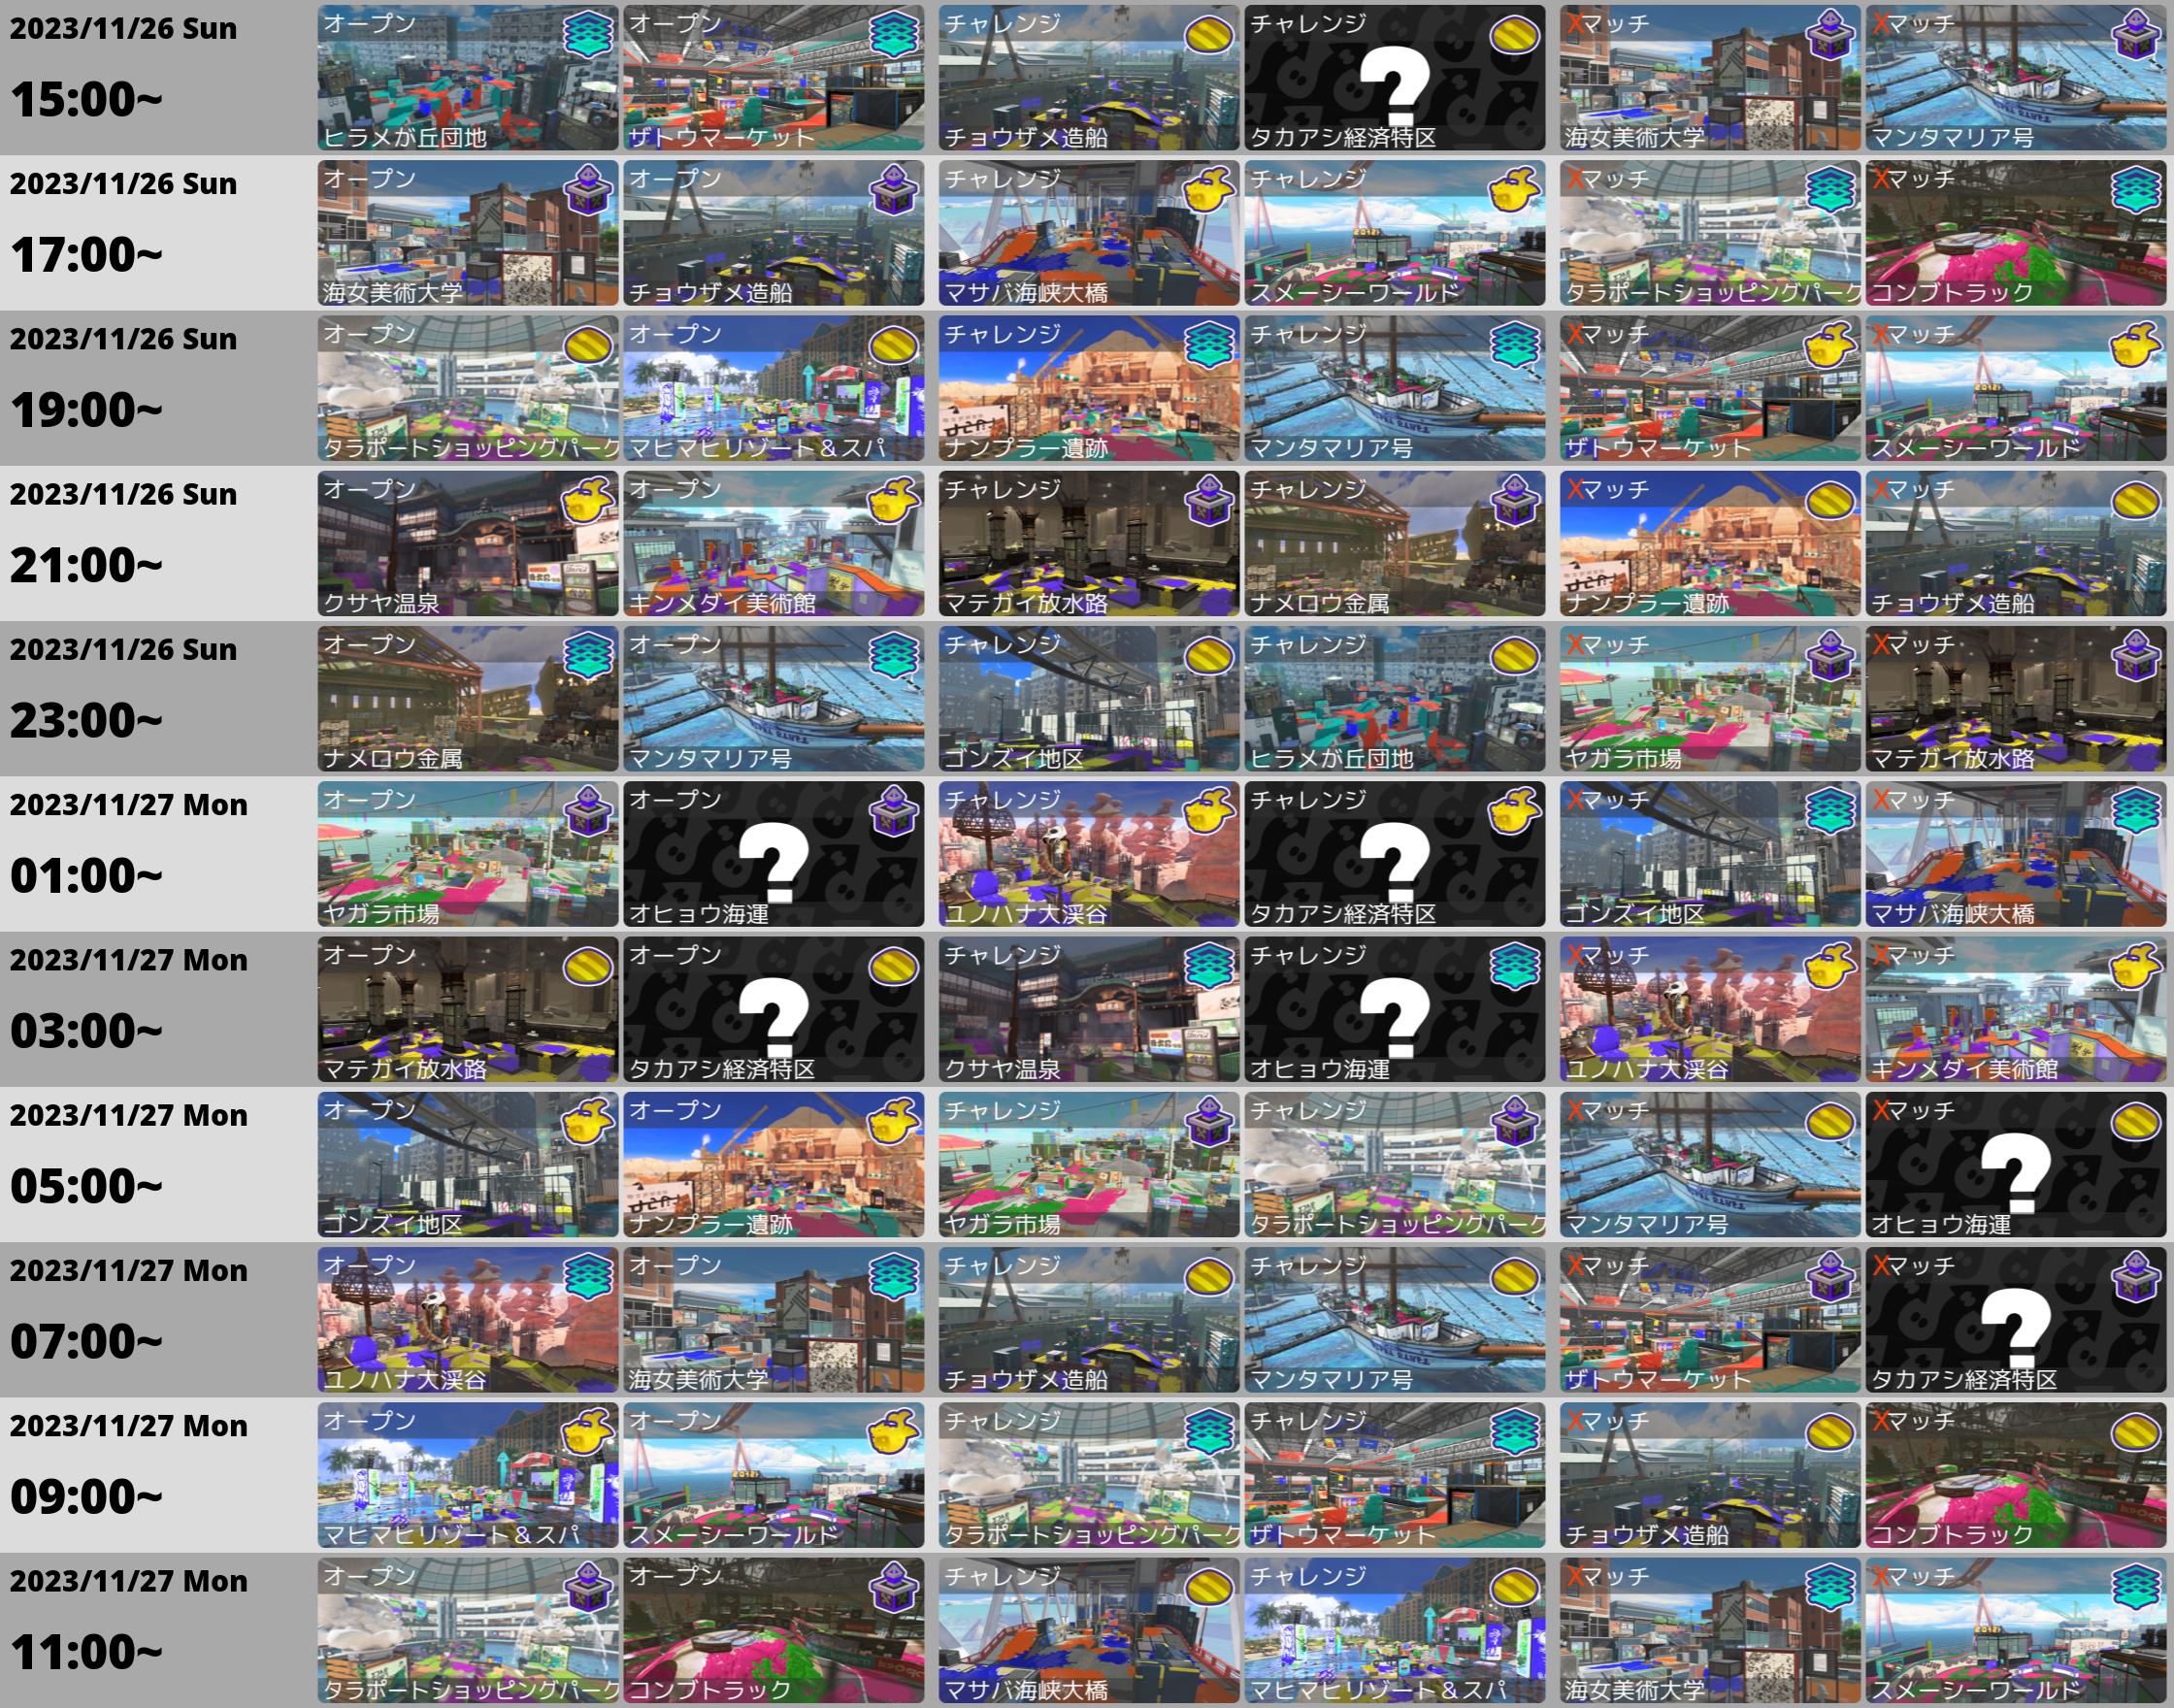 2023/11/26 Sun
15:00~
オープン
ヒラメが丘団地
オープン
ザトウマーケット
チャレンジ
チョウザメ造船
チャレンジ
?
タカアシ経済特区
Xマッチ
海女美術大学
Xマッチ
マンタマリア号
2023/11/26 Sun
17:00~
オープン
海女美術大学
オープン
チョウザメ造船
チャレンジ
マサバ海峡大橋
チャレンジ
スメーシーワールド
Xマッチ
タラポートショッピングパーク
Xマッチ
コンブトラック
2023/11/26 Sun
19:00~
オープン
タラポートショッピングパーク
オープン
マヒマヒリゾート＆スパ
チャレンジ
ナンプラー遺跡
チャレンジ
マンタマリア号
Xマッチ
ザトウマーケット
Xマッチ
スメーシーワールド
2023/11/26 Sun
21:00~
オープン
クサヤ温泉
オープン
キンメダイ美術館
チャレンジ
マテガイ放水路
チャレンジ
ナメロウ金属
Xマッチ
ナンプラー遺跡
Xマッチ
チョウザメ造船
2023/11/26 Sun
23:00~
オープン
ナメロウ金属
オープン
マンタマリア号
チャレンジ
ゴンズイ地区
チャレンジ
ヒラメが丘団地
Xマッチ
ヤガラ市場
Xマッチ
マテガイ放水路
2023/11/27 Mon
01:00~
オープン
ヤガラ市場
オープン
?
オヒョウ海運
チャレンジ
ユノハナ大渓谷
チャレンジ
?
タカアシ経済特区
Xマッチ
ゴンズイ地区
Xマッチ
マサバ海峡大橋
2023/11/27 Mon
03:00~
オープン
マテガイ放水路
オープン
?
タカアシ経済特区
チャレンジ
クサヤ温泉
チャレンジ
?
オヒョウ海運
Xマッチ
ユノハナ大渓谷
Xマッチ
キンメダイ美術館
2023/11/27 Mon
05:00~
オープン
ゴンズイ地区
オープン
ナンプラー遺跡
チャレンジ
ヤガラ市場
チャレンジ
タラポートショッピングパーク
Xマッチ
マンタマリア号
Xマッチ
?
オヒョウ海運
2023/11/27 Mon
07:00~
オープン
ユノハナ大渓谷
オープン
海女美術大学
チャレンジ
チョウザメ造船
チャレンジ
マンタマリア号
Xマッチ
ザトウマーケット
Xマッチ
?
タカアシ経済特区
2023/11/27 Mon
09:00~
オープン
マヒマヒリゾート＆スパ
オープン
スメーシーワールド
チャレンジ
タラポートショッピングパーク
チャレンジ
ザトウマーケット
Xマッチ
チョウザメ造船
Xマッチ
コンブトラック
2023/11/27 Mon
11:00~
オープン
タラポートショッピングパーク
オープン
コンブトラック
チャレンジ
マサバ海峡大橋
チャレンジ
マヒマヒリゾート＆スパ
Xマッチ
海女美術大学
Xマッチ
スメーシーワールド